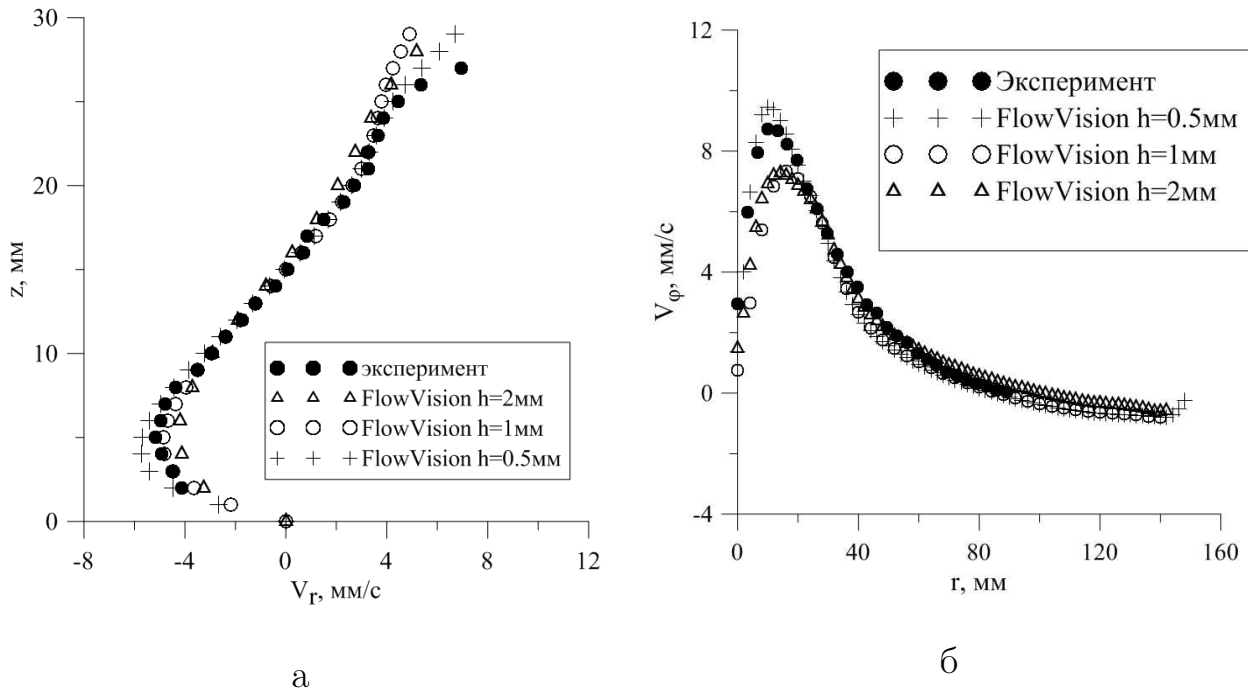 30
20
10
0
z, мм
-8
-4
0
4
8
12
V_r, мм/с
эксперимент
FlowVision h=2мм
FlowVision h=1мм
FlowVision h=0.5мм
а
12
8
4
0
-4
V_φ, мм/с
0
40
80
120
160
r, мм
Эксперимент
FlowVision h=0.5мм
FlowVision h=1мм
FlowVision h=2мм
б